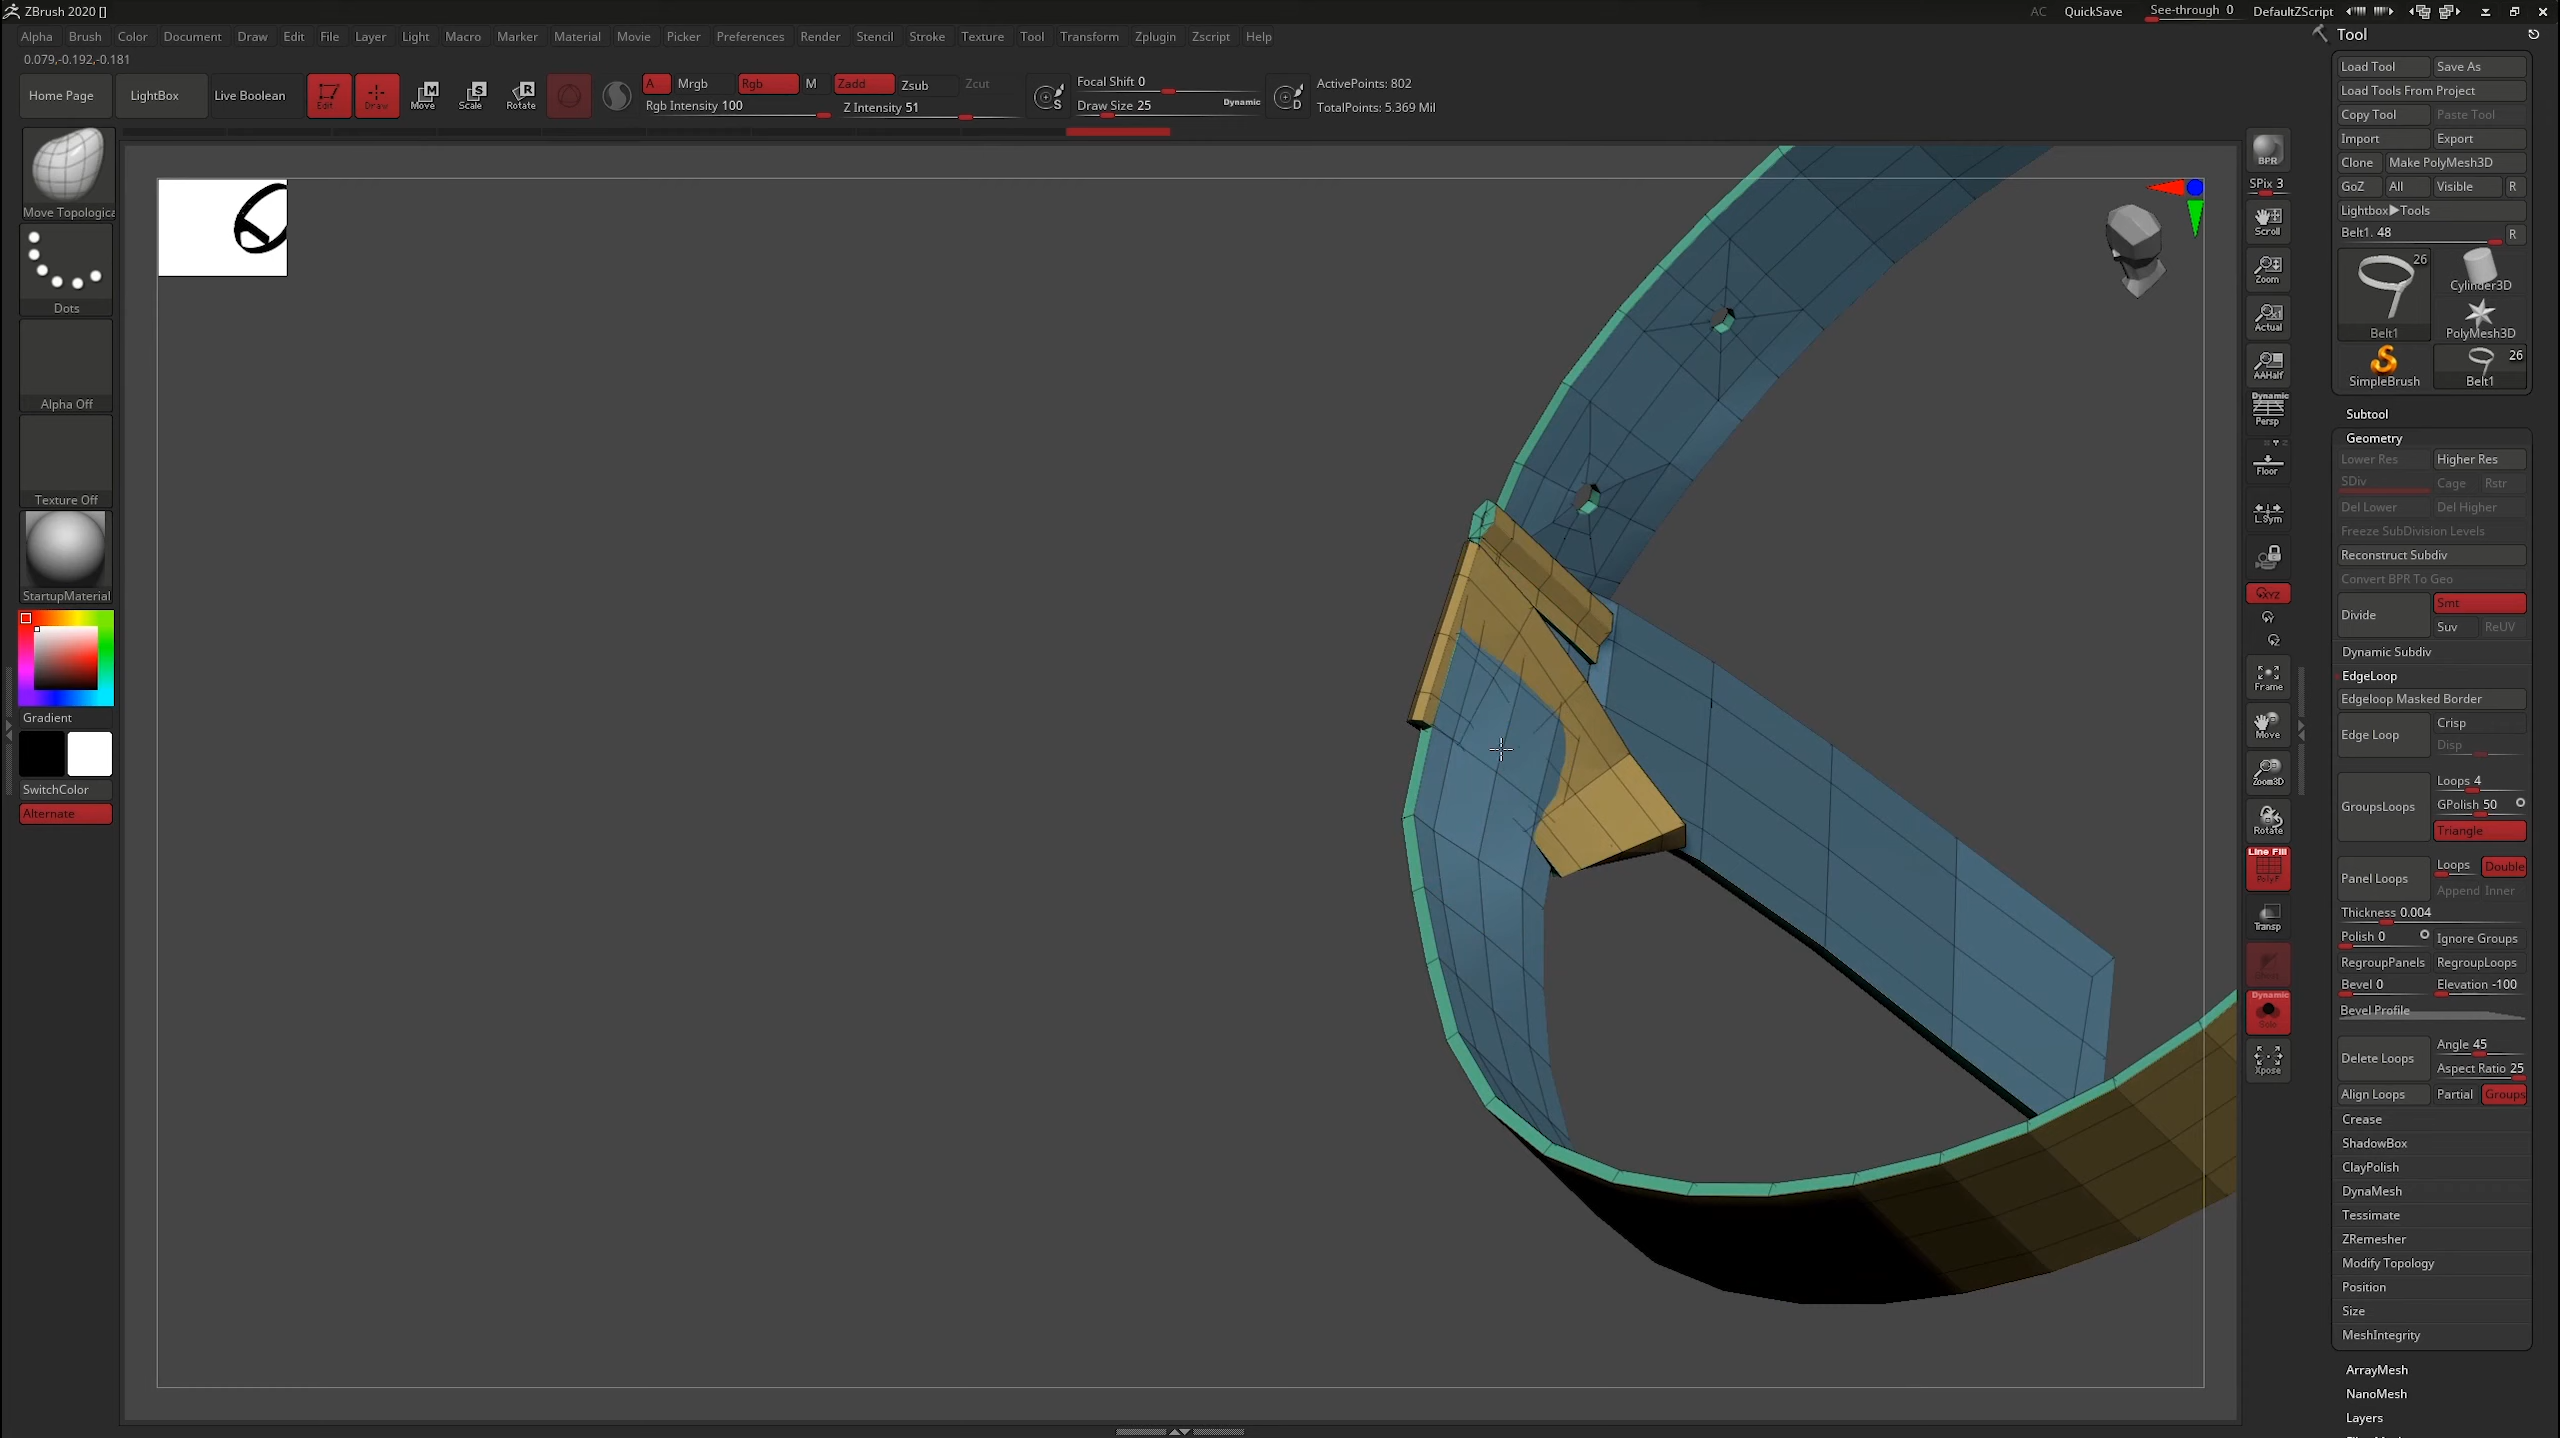 ZBrush 2020 []
AC QuickSave See-through 0 DefaultZScript
Alpha Brush Color Document Draw Edit File Layer Light Macro Marker Material Movie Picker Preferences Render Stencil Stroke Texture Tool Transform Zplugin Zscript Help
0.079,-0.192,-0.181
Home Page LightBox Live Boolean Edit Draw Move Scale Rotate
A Mrgb Rgb M Zadd Zsub Zcut
Rgb Intensity 100 Z Intensity 51
Focal Shift 0
Draw Size 25 Dynamic
ActivePoints: 802
TotalPoints: 5.369 Mil
Move Topologica
Dots
Alpha Off
Texture Off
StartupMaterial
Gradient
SwitchColor
Alternate
BPR
SPix 3
Scroll
Zoom
Actual
AAHalf
Dynamic
Persp
Floor
L.Sym
XYZ
Frame
Move
Zoom3D
Rotate
Line Fill
PolyF
Transp
Dynamic
Solo
Xpose
Tool
Load Tool Save As
Load Tools From Project
Copy Tool Paste Tool
Import Export
Clone Make PolyMesh3D
GoZ All Visible R
Lightbox▶Tools
Belt1. 48 R
26
Belt1
Cylinder3D
PolyMesh3D
SimpleBrush
26
Belt1
Subtool
Geometry
Lower Res Higher Res
SDiv Cage Rstr
Del Lower Del Higher
Freeze SubDivision Levels
Reconstruct Subdiv
Convert BPR To Geo
Divide Smt
Suv ReUV
Dynamic Subdiv
EdgeLoop
Edgeloop Masked Border
Edge Loop Crisp
Disp
GroupsLoops Loops 4
GPolish 50
Triangle
Panel Loops Loops Double
Append Inner
Thickness 0.004
Polish 0 Ignore Groups
RegroupPanels RegroupLoops
Bevel 0 Elevation -100
Bevel Profile
Delete Loops Angle 45
Aspect Ratio 25
Align Loops Partial Groups
Crease
ShadowBox
ClayPolish
DynaMesh
Tessimate
ZRemesher
Modify Topology
Position
Size
MeshIntegrity
ArrayMesh
NanoMesh
Layers